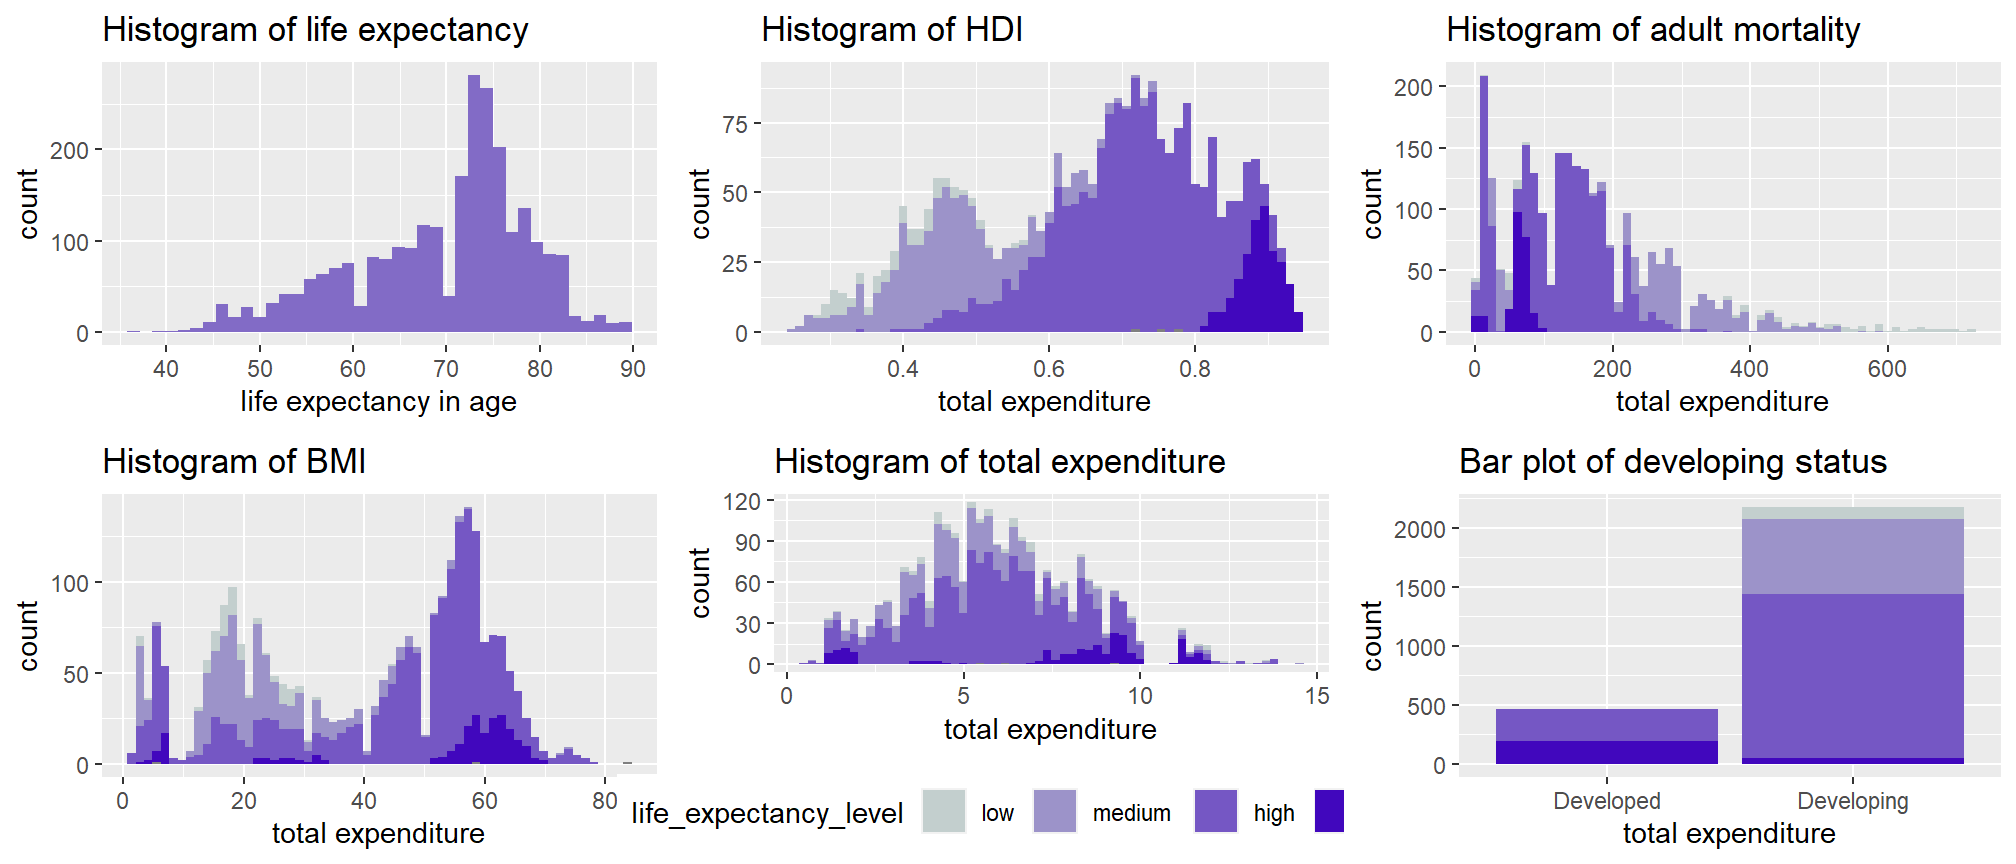 Histogram of life expectancy
count
0
100
200
40
50
60
70
80
90
life expectancy in age
Histogram of HDI
count
0
25
50
75
0.4
0.6
0.8
total expenditure
Histogram of adult mortality
count
0
50
100
150
200
0
200
400
600
total expenditure
Histogram of BMI
count
0
50
100
0
20
40
60
80
total expenditure
Histogram of total expenditure
count
0
30
60
90
120
0
5
10
15
total expenditure
life_expectancy_level
low
medium
high
Bar plot of developing status
count
0
500
1000
1500
2000
Developed
Developing
total expenditure